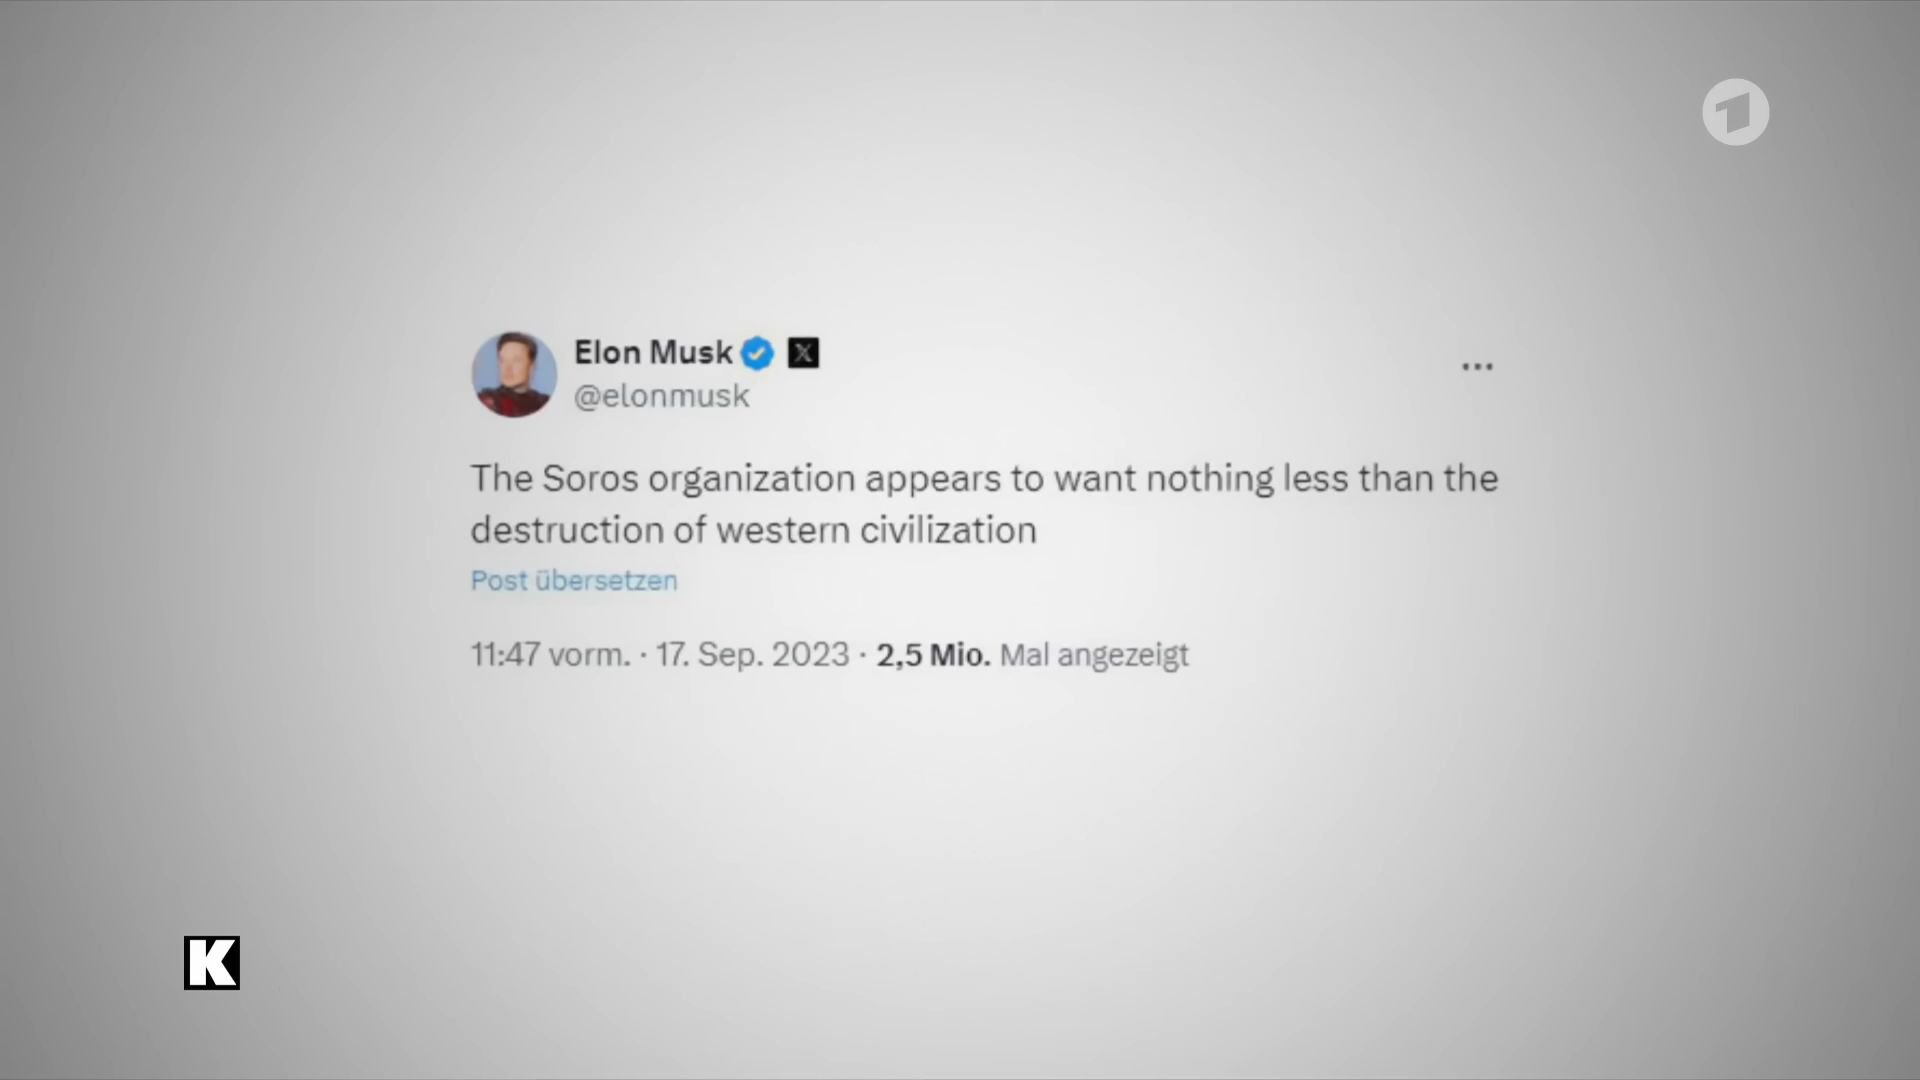 Elon Musk
@elonmusk
The Soros organization appears to want nothing less than the
destruction of western civilization
Post übersetzen
11:47 vorm. · 17. Sep. 2023 · 2,5 Mio. Mal angezeigt
1
K